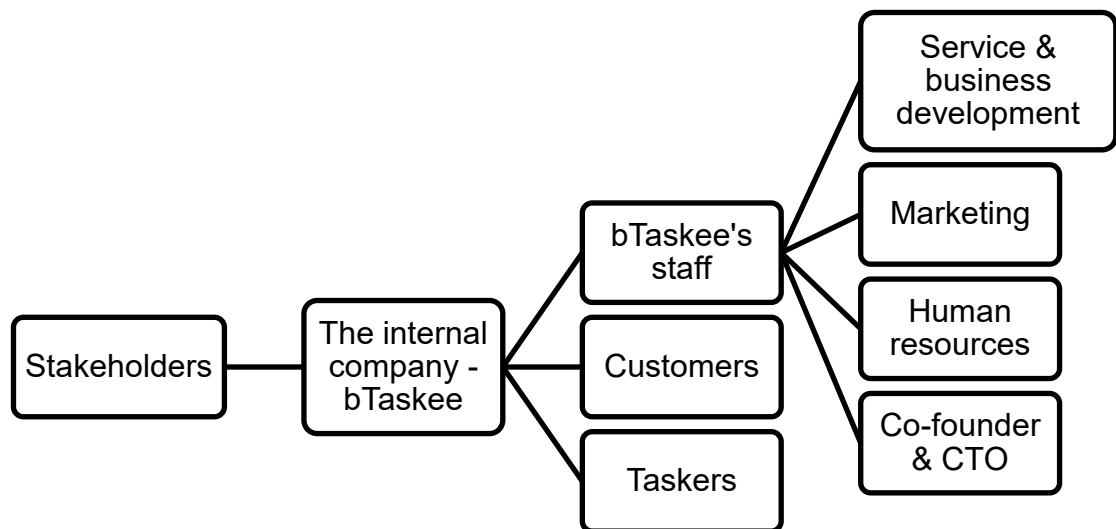 Stakeholders
The internal
company -
bTaskee
bTaskee's
staff
Customers
Taskers
Service &
business
development
Marketing
Human
resources
Co-founder
& CTO